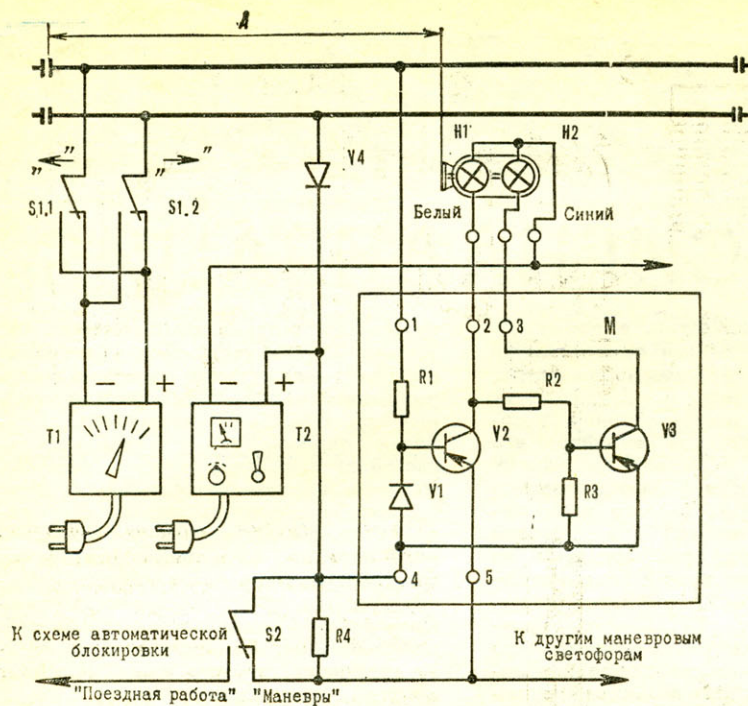 A
V4
H1
H2
"
"
"
"
S1.1
S1.2
Белый
Синий
1
2
3
M
− +
− +
R1
R2
T1
T2
V2
V3
V1
R3
4
5
S2
R4
К схеме автоматической
блокировки
К другим маневровым
светофорам
"Поездная работа"
"Маневры"